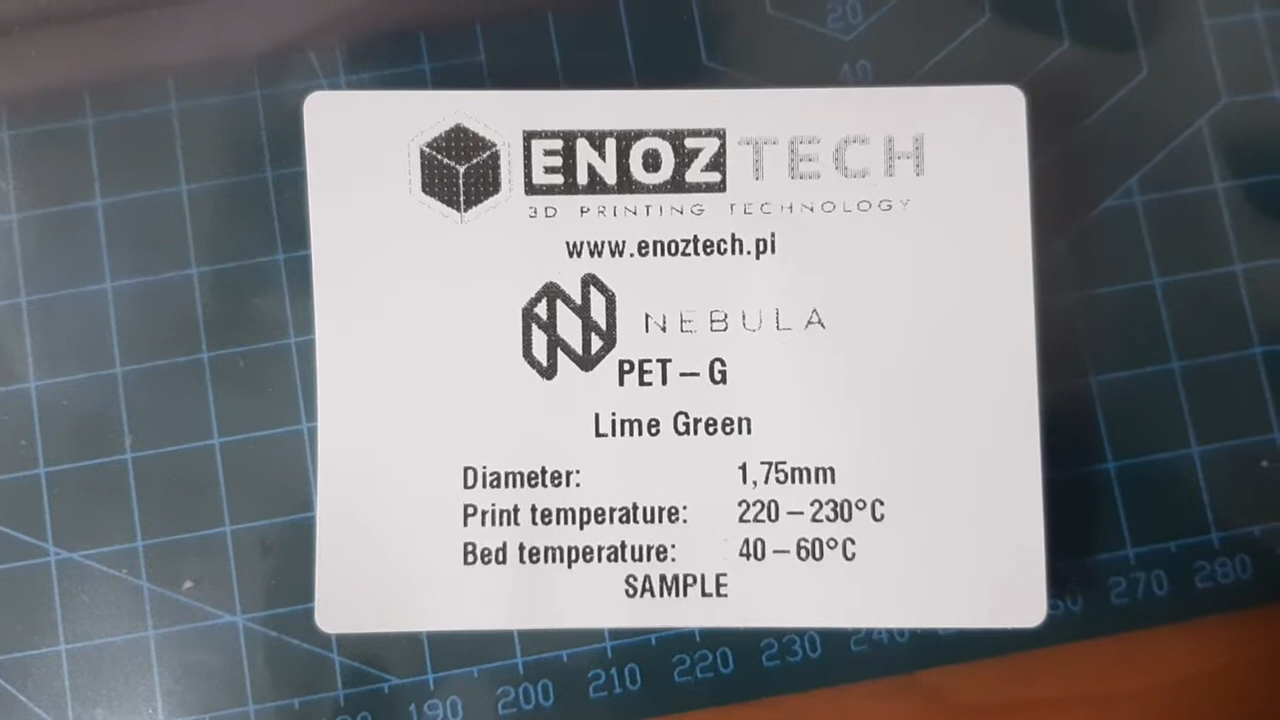 20
40
ENOZ TECH
3D PRINTING TECHNOLOGY
www.enoztech.pl
NEBULA
PET – G
Lime Green
Diameter: 1,75mm
Print temperature: 220 – 230°C
Bed temperature: 40 – 60°C
SAMPLE
190 200 210 220 230 240 270 280